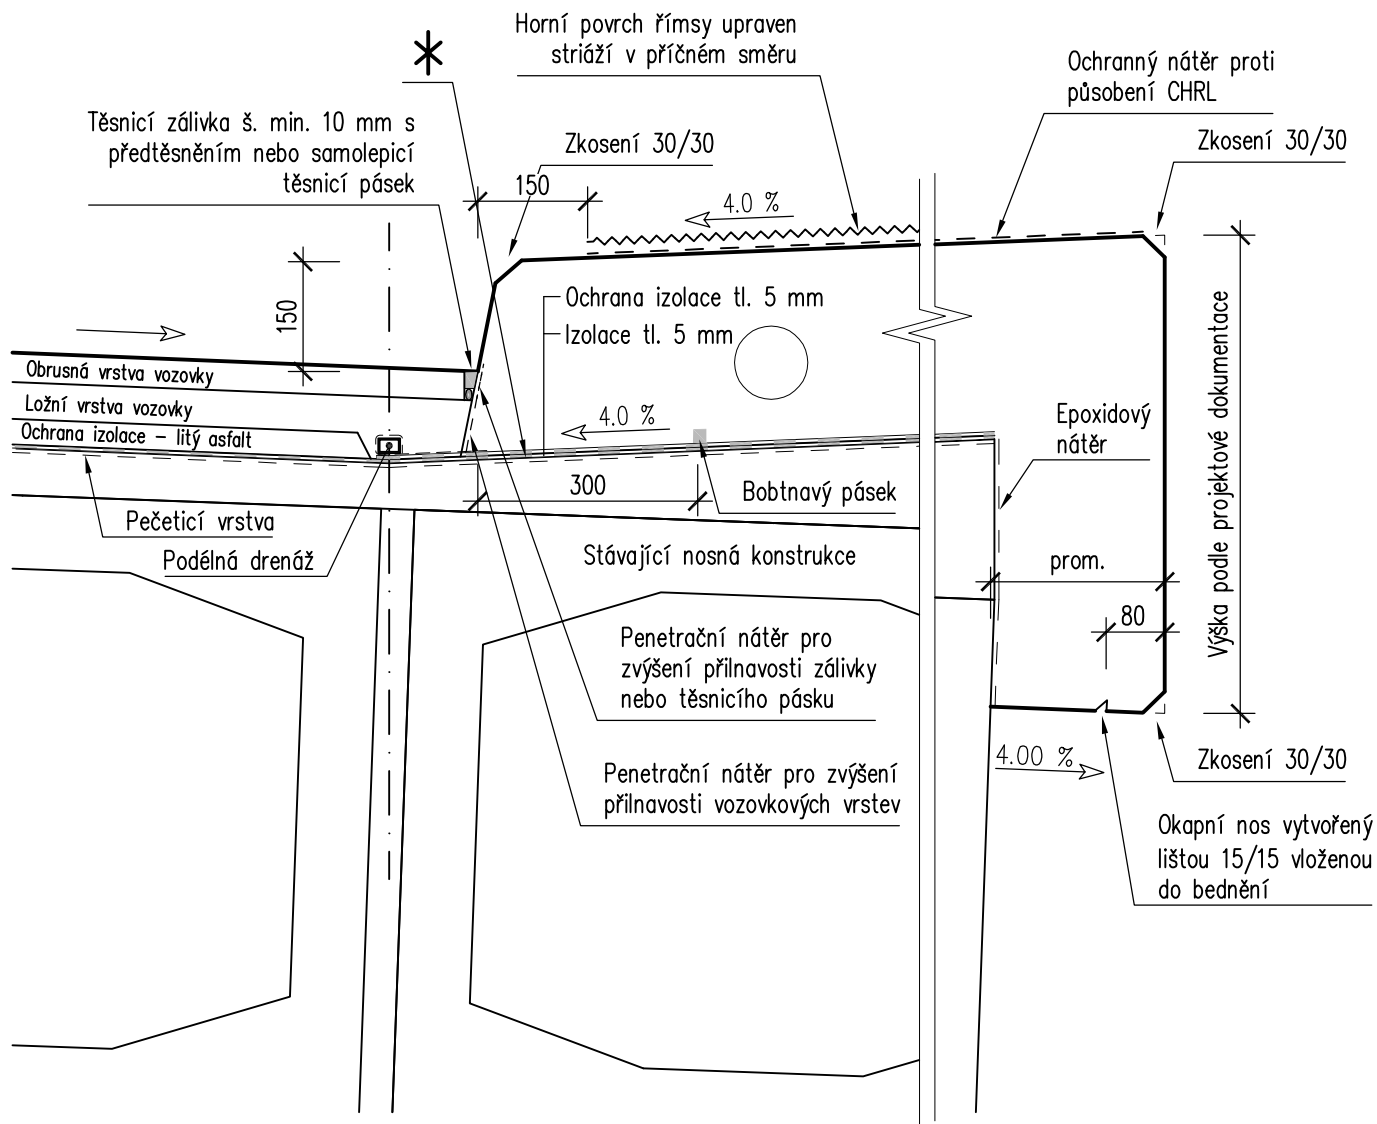 Horní povrch římsy upraven
striáží v příčném směru
Ochranný nátěr proti
působení CHRL
Těsnicí zálivka š. min. 10 mm s
předtěsněním nebo samolepicí
těsnicí pásek
Zkosení 30/30
Zkosení 30/30
150
4.0 %
150
Ochrana izolace tl. 5 mm
Izolace tl. 5 mm
Obrusná vrstva vozovky
Ložní vrstva vozovky
Ochrana izolace – litý asfalt
4.0 %
Epoxidový
nátěr
Výška podle projektové dokumentace
300
Bobtnavý pásek
Pečeticí vrstva
Podélná drenáž
Stávající nosná konstrukce
prom.
80
Penetrační nátěr pro
zvýšení přilnavosti zálivky
nebo těsnicího pásku
4.00 %
Zkosení 30/30
Penetrační nátěr pro zvýšení
přilnavosti vozovkových vrstev
Okapní nos vytvořený
lištou 15/15 vloženou
do bednění